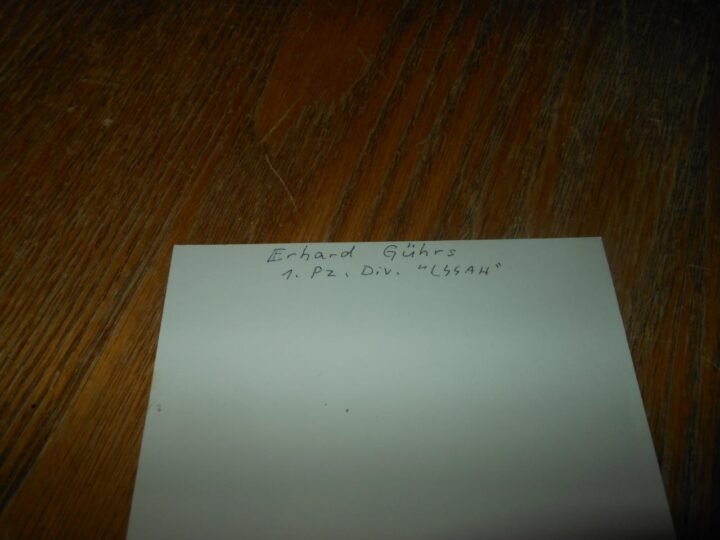 Erhard Gührs
1. Pz. Div. "LSSAH"